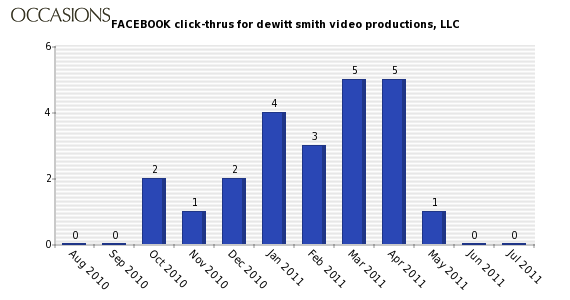 OCCASIONS
FACEBOOK click-thrus for dewitt smith video productions, LLC
6
4
2
0
0
0
2
1
2
4
3
5
5
1
0
0
Aug 2010
Sep 2010
Oct 2010
Nov 2010
Dec 2010
Jan 2011
Feb 2011
Mar 2011
Apr 2011
May 2011
Jun 2011
Jul 2011